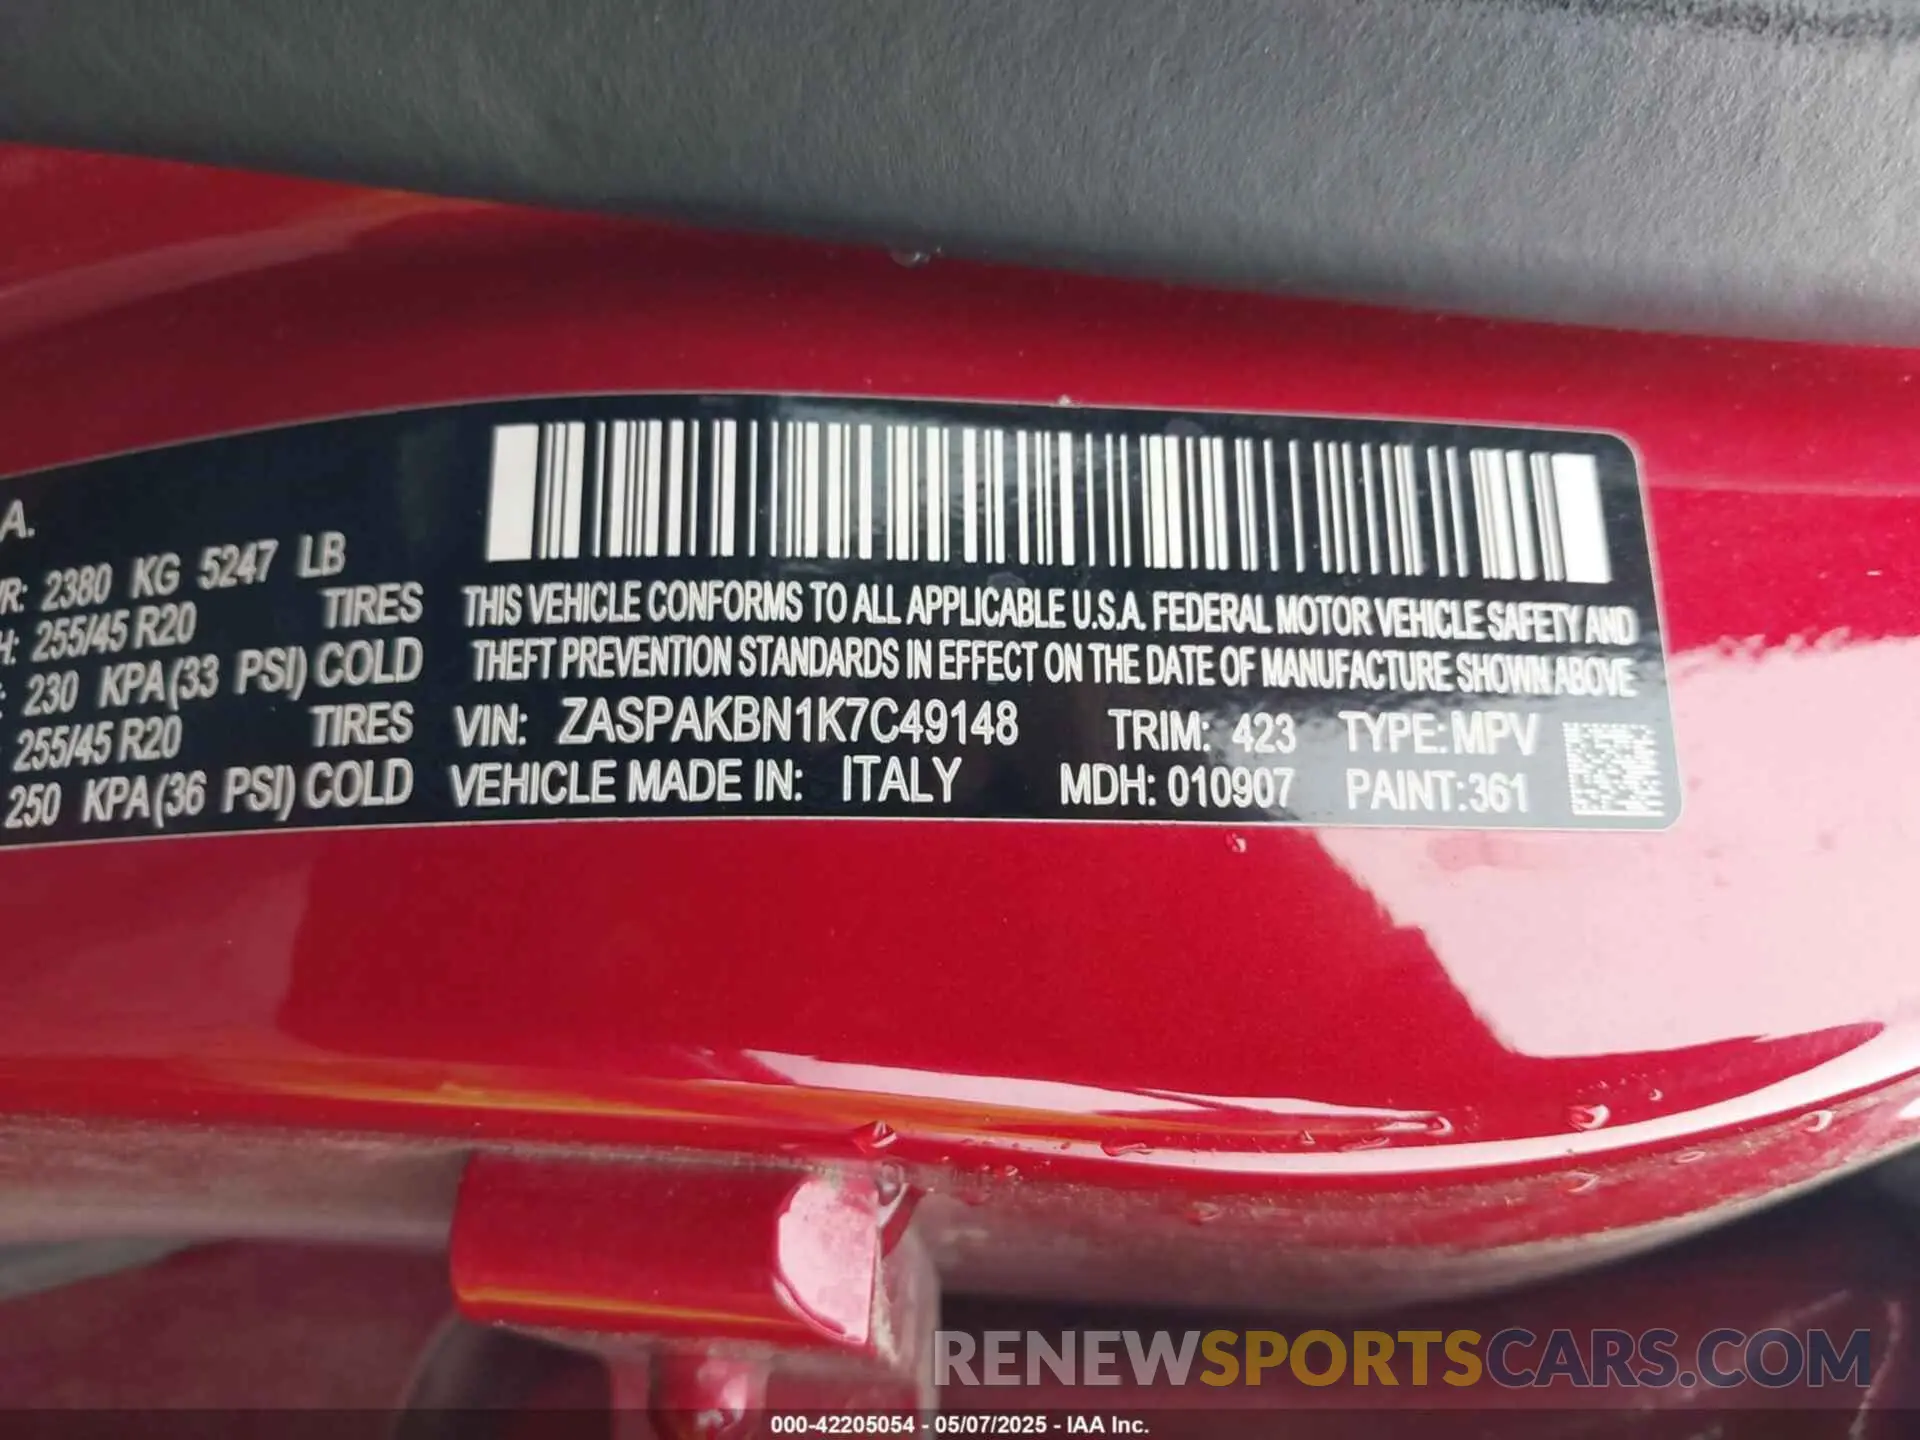 A.
VR: 2380 KG 5247 LB
H: 255/45 R20 TIRES
: 230 KPA(33 PSI) COLD
255/45 R20 TIRES
250 KPA(36 PSI) COLD
THIS VEHICLE CONFORMS TO ALL APPLICABLE U.S.A. FEDERAL MOTOR VEHICLE SAFETY AND
THEFT PREVENTION STANDARDS IN EFFECT ON THE DATE OF MANUFACTURE SHOWN ABOVE
VIN: ZASPAKBN1K7C49148 TRIM: 423 TYPE: MPV
VEHICLE MADE IN: ITALY MDH: 010907 PAINT:361
RENEWSPORTSCARS.COM
000-42205054 - 05/07/2025 - IAA Inc.